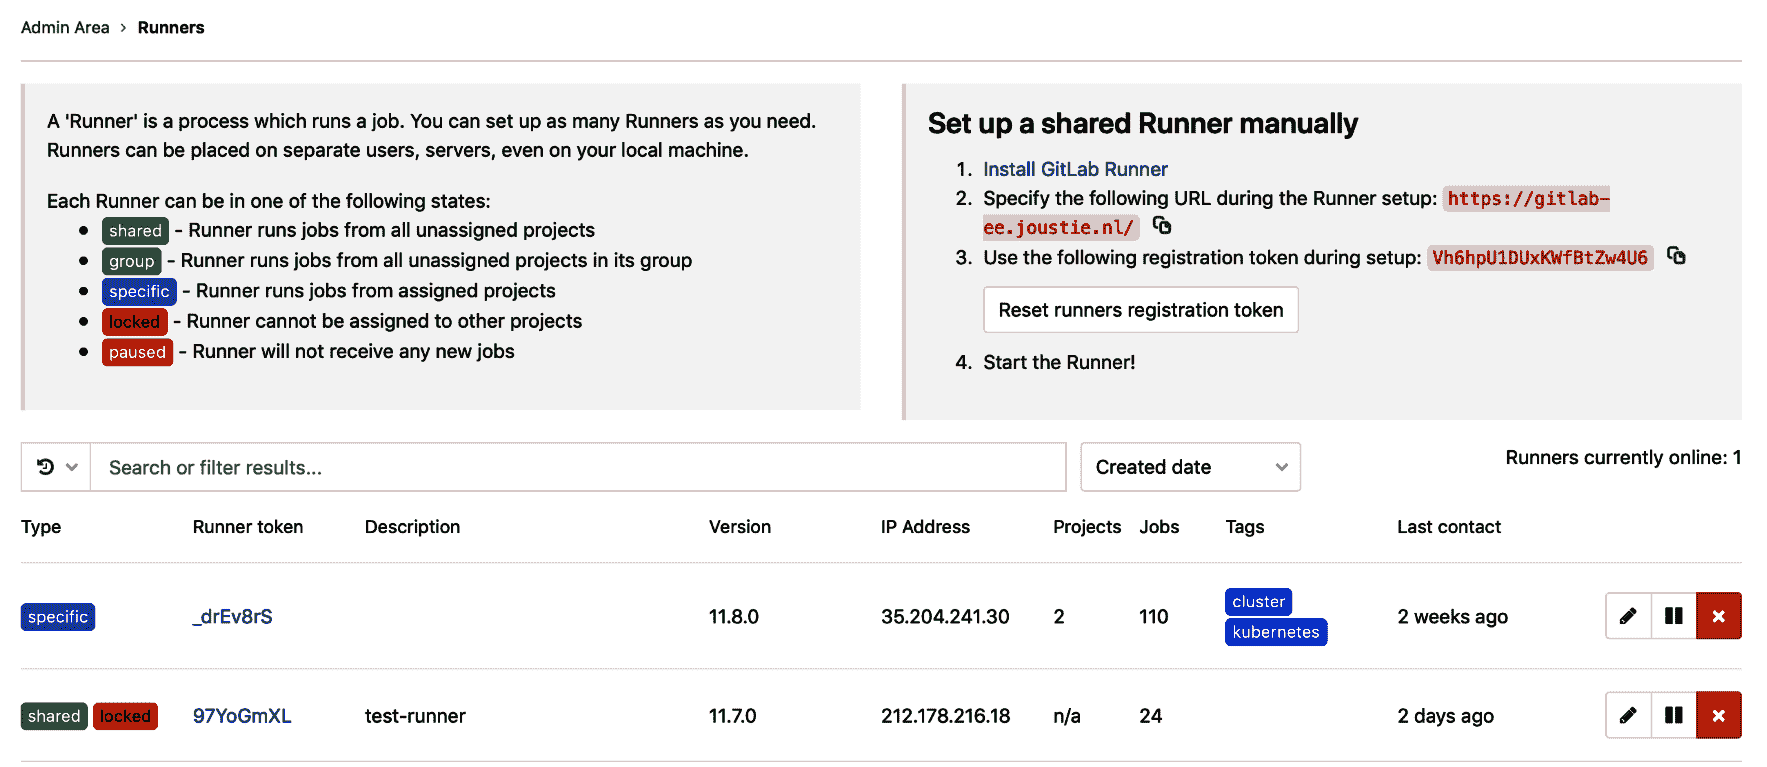 Admin Area › Runners
A 'Runner' is a process which runs a job. You can set up as many Runners as you need.
Runners can be placed on separate users, servers, even on your local machine.
Each Runner can be in one of the following states:
• shared - Runner runs jobs from all unassigned projects
• group - Runner runs jobs from all unassigned projects in its group
• specific - Runner runs jobs from assigned projects
• locked - Runner cannot be assigned to other projects
• paused - Runner will not receive any new jobs
Set up a shared Runner manually
1. Install GitLab Runner
2. Specify the following URL during the Runner setup: https://gitlab-
ee.joustie.nl/
3. Use the following registration token during setup: Vh6hpU1DUxKWfBtZw4U6
Reset runners registration token
4. Start the Runner!
Search or filter results...
Created date
Runners currently online: 1
Type Runner token Description Version IP Address Projects Jobs Tags Last contact
specific _drEv8rS 11.8.0 35.204.241.30 2 110 cluster kubernetes 2 weeks ago
shared locked 97YoGmXL test-runner 11.7.0 212.178.216.18 n/a 24 2 days ago